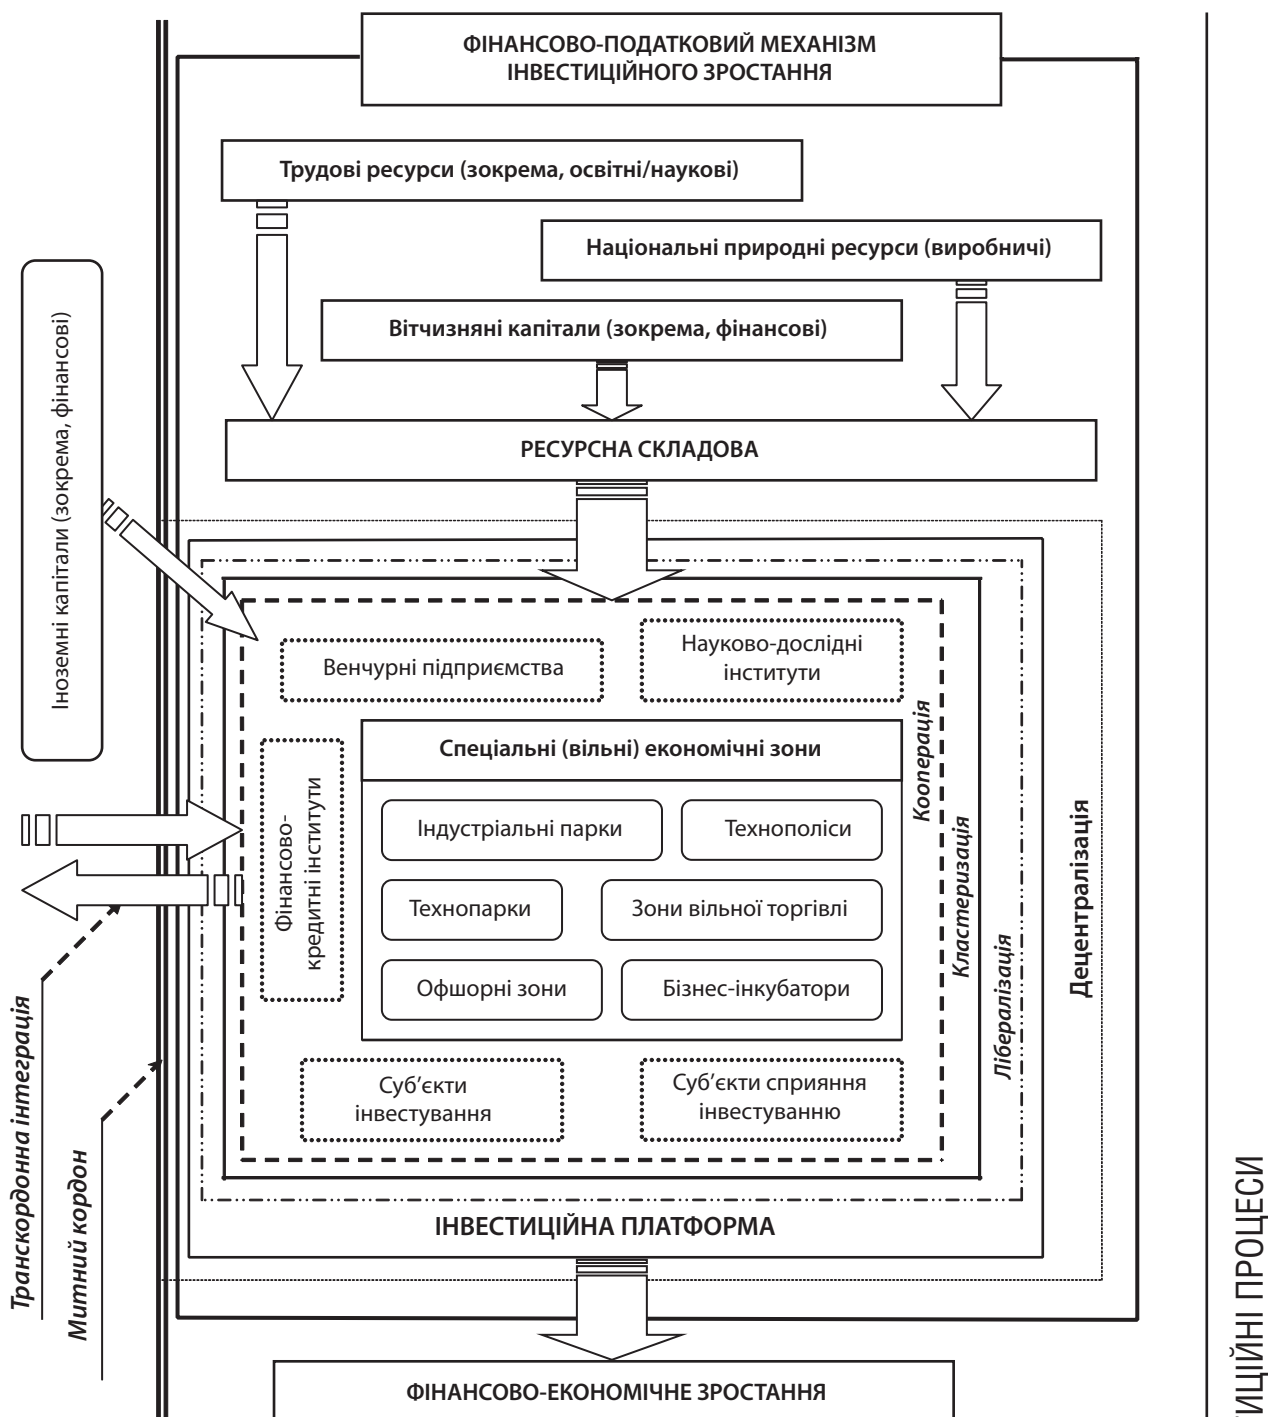 ФІНАНСОВО-ПОДАТКОВИЙ МЕХАНІЗМ
ІНВЕСТИЦІЙНОГО ЗРОСТАННЯ
Трудові ресурси (зокрема, освітні/наукові)
Національні природні ресурси (виробничі)
Вітчизняні капітали (зокрема, фінансові)
Іноземні капітали (зокрема, фінансові)
РЕСУРСНА СКЛАДОВА
Венчурні підприємства
Науково-дослідні
інститути
Спеціальні (вільні) економічні зони
Фінансово-
кредитні інститути
Індустріальні парки
Технополіси
Технопарки
Зони вільної торгівлі
Офшорні зони
Бізнес-інкубатори
Кооперація
Кластеризація
Лібералізація
Децентралізація
Суб’єкти
інвестування
Суб’єкти сприяння
інвестуванню
Транскордонна інтеграція
Митний кордон
ІНВЕСТИЦІЙНА ПЛАТФОРМА
ФІНАНСОВО-ЕКОНОМІЧНЕ ЗРОСТАННЯ
ПРОЦЕСИ